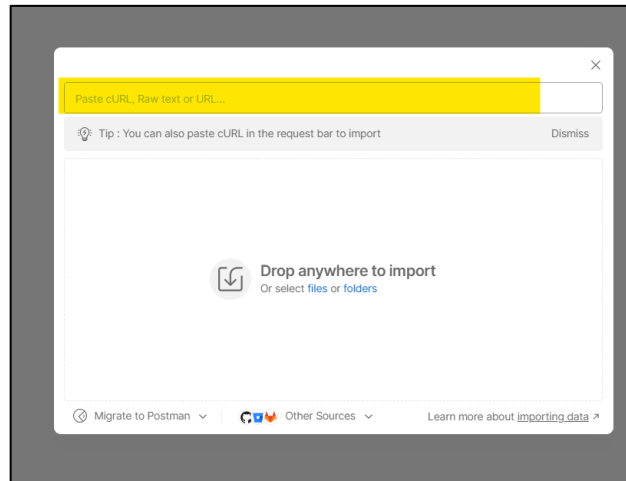 Paste cURL, Raw text or URL...
Tip : You can also paste cURL in the request bar to import
Dismiss
Drop anywhere to import
Or select files or folders
Migrate to Postman
Other Sources
Learn more about importing data